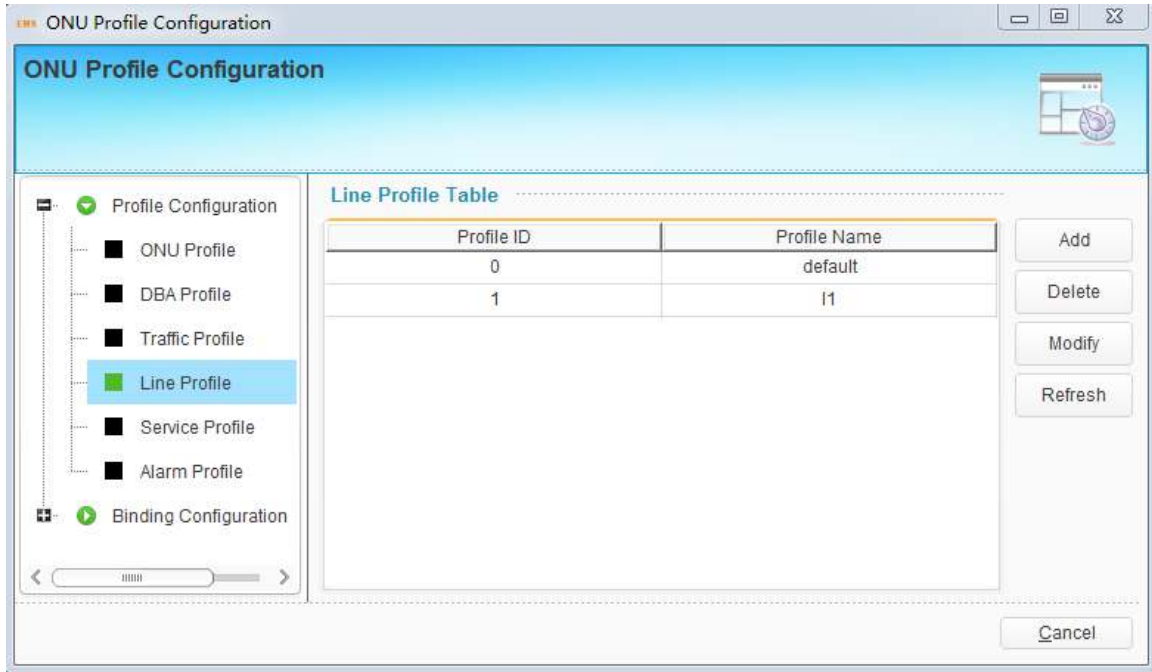 EMS ONU Profile Configuration
ONU Profile Configuration
Profile Configuration
ONU Profile
DBA Profile
Traffic Profile
Line Profile
Service Profile
Alarm Profile
Binding Configuration
Line Profile Table
Profile ID Profile Name
0 default
1 l1
Add
Delete
Modify
Refresh
Cancel